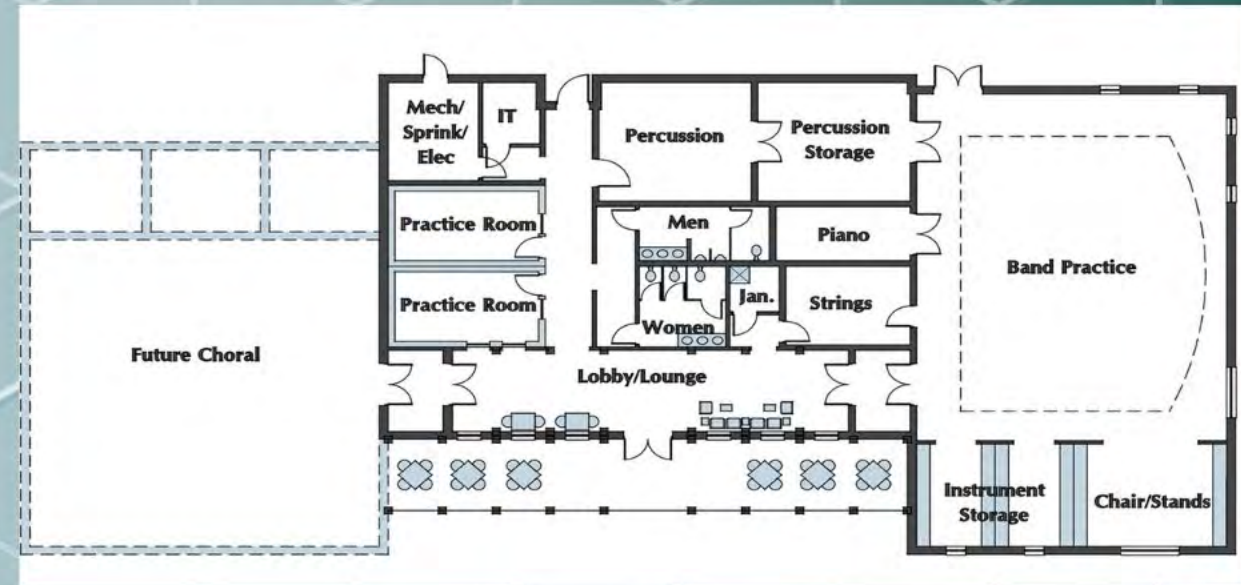 Mech/
Sprink/
Elec
IT
Percussion
Percussion
Storage
Practice Room
Men
Piano
Band Practice
Practice Room
Women
Jan.
Strings
Future Choral
Lobby/Lounge
Instrument
Storage
Chair/Stands